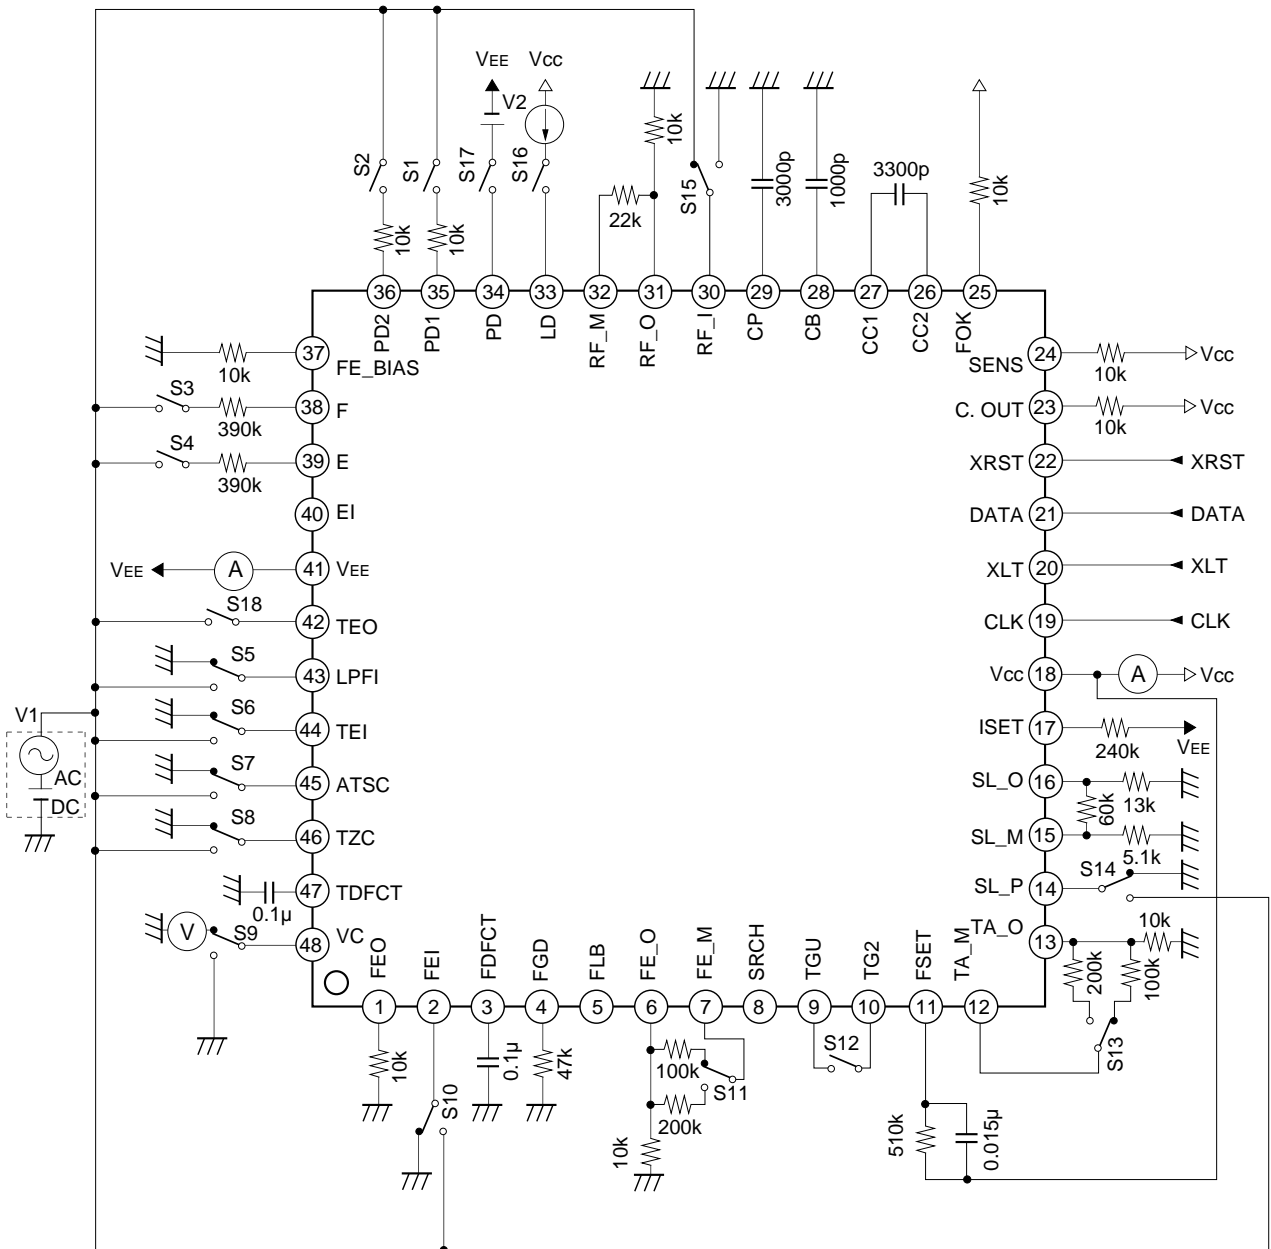 VEE
Vcc
V2
S2
S1
S17
S16
10k
22k
S15
3000p
1000p
3300p
10k
10k
10k
36
35
34
33
32
31
30
29
28
27
26
25
PD2
PD1
PD
LD
RF_M
RF_O
RF_I
CP
CB
CC1
CC2
FOK
10k
37
FE_BIAS
S3
390k
38
F
S4
390k
39
E
40
EI
VEE
A
41
VEE
S18
42
TEO
S5
43
LPFI
V1
AC
DC
S6
44
TEI
S7
45
ATSC
S8
46
TZC
0.1µ
47
TDFCT
V
S9
48
VC
24
SENS
10k
Vcc
23
C. OUT
10k
Vcc
XRST
22
XRST
DATA
21
DATA
XLT
20
XLT
CLK
19
CLK
Vcc
18
A
Vcc
ISET
17
240k
VEE
SL_O
16
60k
13k
SL_M
15
5.1k
S14
SL_P
14
TA_O
13
10k
200k
100k
S13
FEO
FEI
FDFCT
FGD
FLB
FE_O
FE_M
SRCH
TGU
TG2
FSET
TA_M
1
2
3
4
5
6
7
8
9
10
11
12
10k
S10
0.1µ
47k
100k
S11
200k
10k
S12
510k
0.015µ